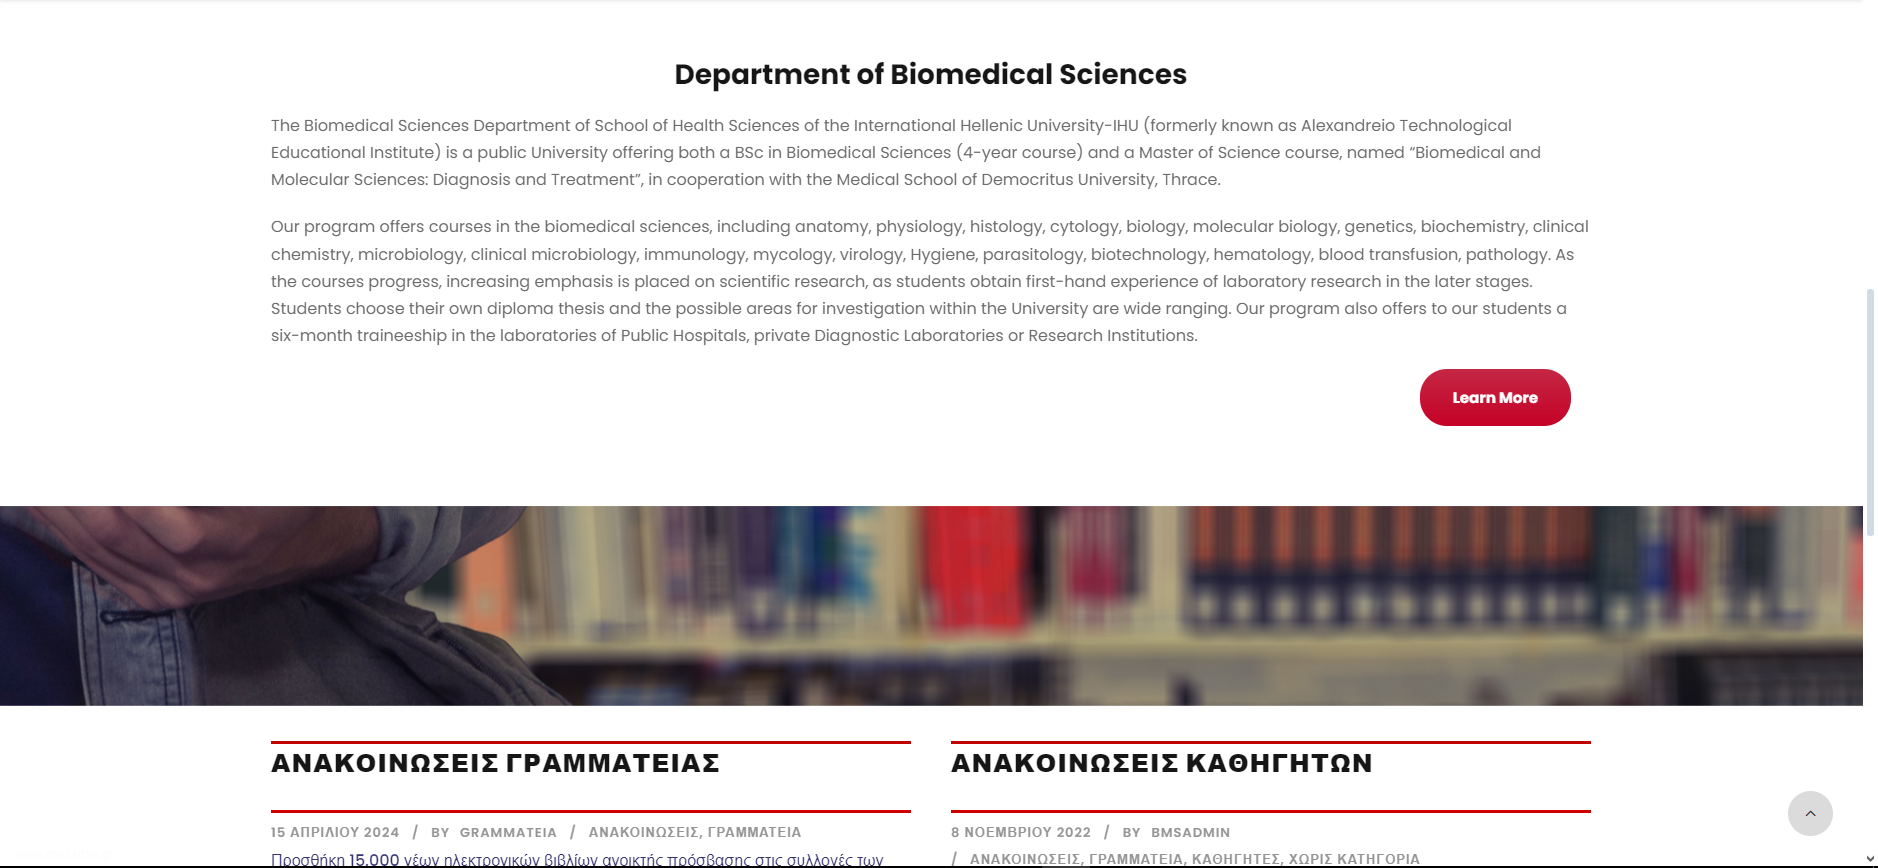 Department of Biomedical Sciences
The Biomedical Sciences Department of School of Health Sciences of the International Hellenic University-IHU (formerly known as Alexandreio Technological
Educational Institute) is a public University offering both a BSc in Biomedical Sciences (4-year course) and a Master of Science course, named “Biomedical and
Molecular Sciences: Diagnosis and Treatment”, in cooperation with the Medical School of Democritus University, Thrace.
Our program offers courses in the biomedical sciences, including anatomy, physiology, histology, cytology, biology, molecular biology, genetics, biochemistry, clinical
chemistry, microbiology, clinical microbiology, immunology, mycology, virology, Hygiene, parasitology, biotechnology, hematology, blood transfusion, pathology. As
the courses progress, increasing emphasis is placed on scientific research, as students obtain first-hand experience of laboratory research in the later stages.
Students choose their own diploma thesis and the possible areas for investigation within the University are wide ranging. Our program also offers to our students a
six-month traineeship in the laboratories of Public Hospitals, private Diagnostic Laboratories or Research Institutions.
Learn More
ΑΝΑΚΟΙΝΩΣΕΙΣ ΓΡΑΜΜΑΤΕΙΑΣ
15 ΑΠΡΙΛΙΟΥ 2024 / BY GRAMMATEIA / ΑΝΑΚΟΙΝΩΣΕΙΣ, ΓΡΑΜΜΑΤΕΙΑ
Προσθήκη 15.000 νέων ηλεκτρονικών βιβλίων ανοικτής πρόσβασης στις συλλογές των
ΑΝΑΚΟΙΝΩΣΕΙΣ ΚΑΘΗΓΗΤΩΝ
8 ΝΟΕΜΒΡΙΟΥ 2022 / BY BMSADMIN
/ ΑΝΑΚΟΙΝΩΣΕΙΣ, ΓΡΑΜΜΑΤΕΙΑ, ΚΑΘΗΓΗΤΕΣ, ΧΩΡΙΣ ΚΑΤΗΓΟΡΙΑ